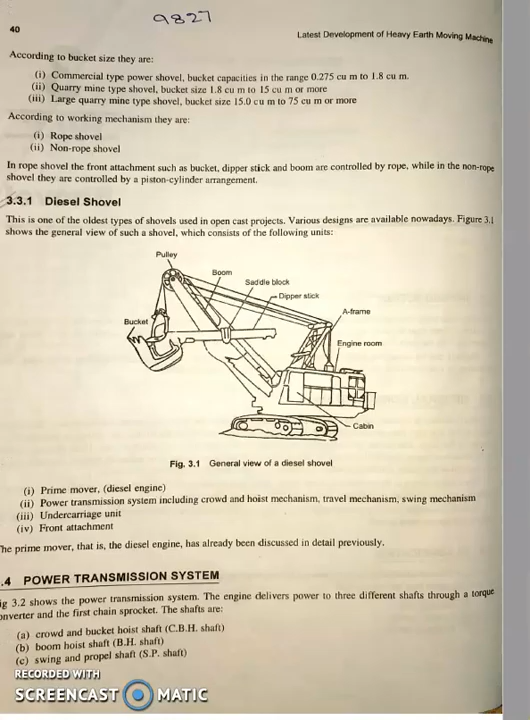 9827
40
Latest Development of Heavy Earth Moving Machine
According to bucket size they are:
(i) Commercial type power shovel, bucket capacities in the range 0.275 cu m to 1.8 cu m.
(ii) Quarry mine type shovel, bucket size 1.8 cu m to 15 cu m or more
(iii) Large quarry mine type shovel, bucket size 15.0 cu m to 75 cu m or more
According to working mechanism they are:
(i) Rope shovel
(ii) Non-rope shovel
In rope shovel the front attachment such as bucket, dipper stick and boom are controlled by rope, while in the non-rope
shovel they are controlled by a piston-cylinder arrangement.
3.3.1 Diesel Shovel
This is one of the oldest types of shovels used in open cast projects. Various designs are available nowadays. Figure 3.1
shows the general view of such a shovel, which consists of the following units:
Pulley
Boom
Saddle block
Dipper stick
A-frame
Bucket
Engine room
Cabin
Fig. 3.1 General view of a diesel shovel
(i) Prime mover, (diesel engine)
(ii) Power transmission system including crowd and hoist mechanism, travel mechanism, swing mechanism
(iii) Undercarriage unit
(iv) Front attachment
he prime mover, that is, the diesel engine, has already been discussed in detail previously.
.4 POWER TRANSMISSION SYSTEM
ig 3.2 shows the power transmission system. The engine delivers power to three different shafts through a torque
onverter and the first chain sprocket. The shafts are:
(a) crowd and bucket hoist shaft (C.B.H. shaft)
(b) boom hoist shaft (B.H. shaft)
(c) swing and propel shaft (S.P. shaft)
RECORDED WITH
SCREENCAST MATIC